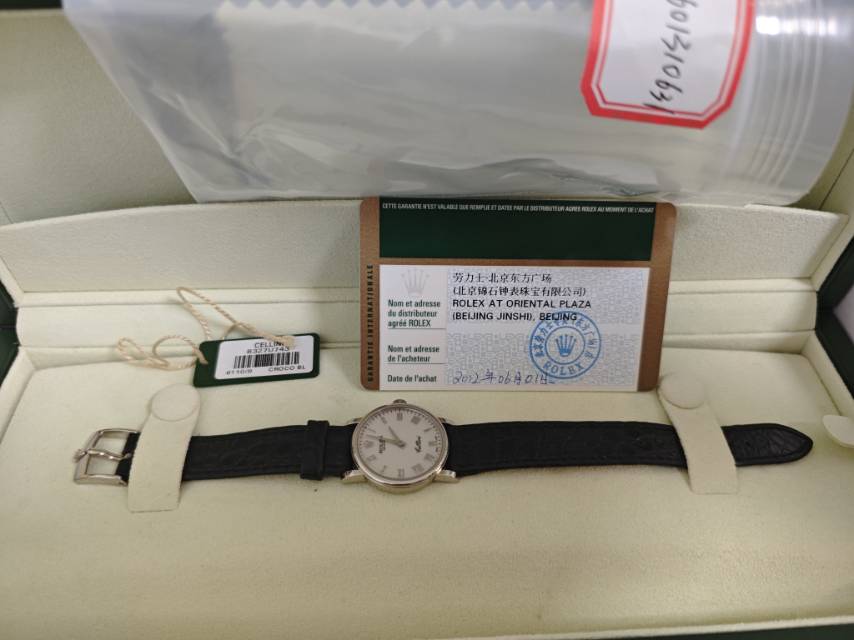 CETTE GARANTIE N'EST VALABLE QUE REMPLIE ET DATEE PAR LE DISTRIBUTEUR AGREE ROLEX AU MOMENT DE L'ACHAT
GARANTIE INTERNATIONALE
Nom et adresse
du distributeur
agréé ROLEX
劳力士-北京东方广场
(北京锦石钟表珠宝有限公司)
ROLEX AT ORIENTAL PLAZA
(BEIJING JINSHI), BEIJING
Nom et adresse
de l'acheteur
Date de l'achat
2012年06月01日
ROLEX
CELLINI
6110/9
CROCO BL
ROLEX